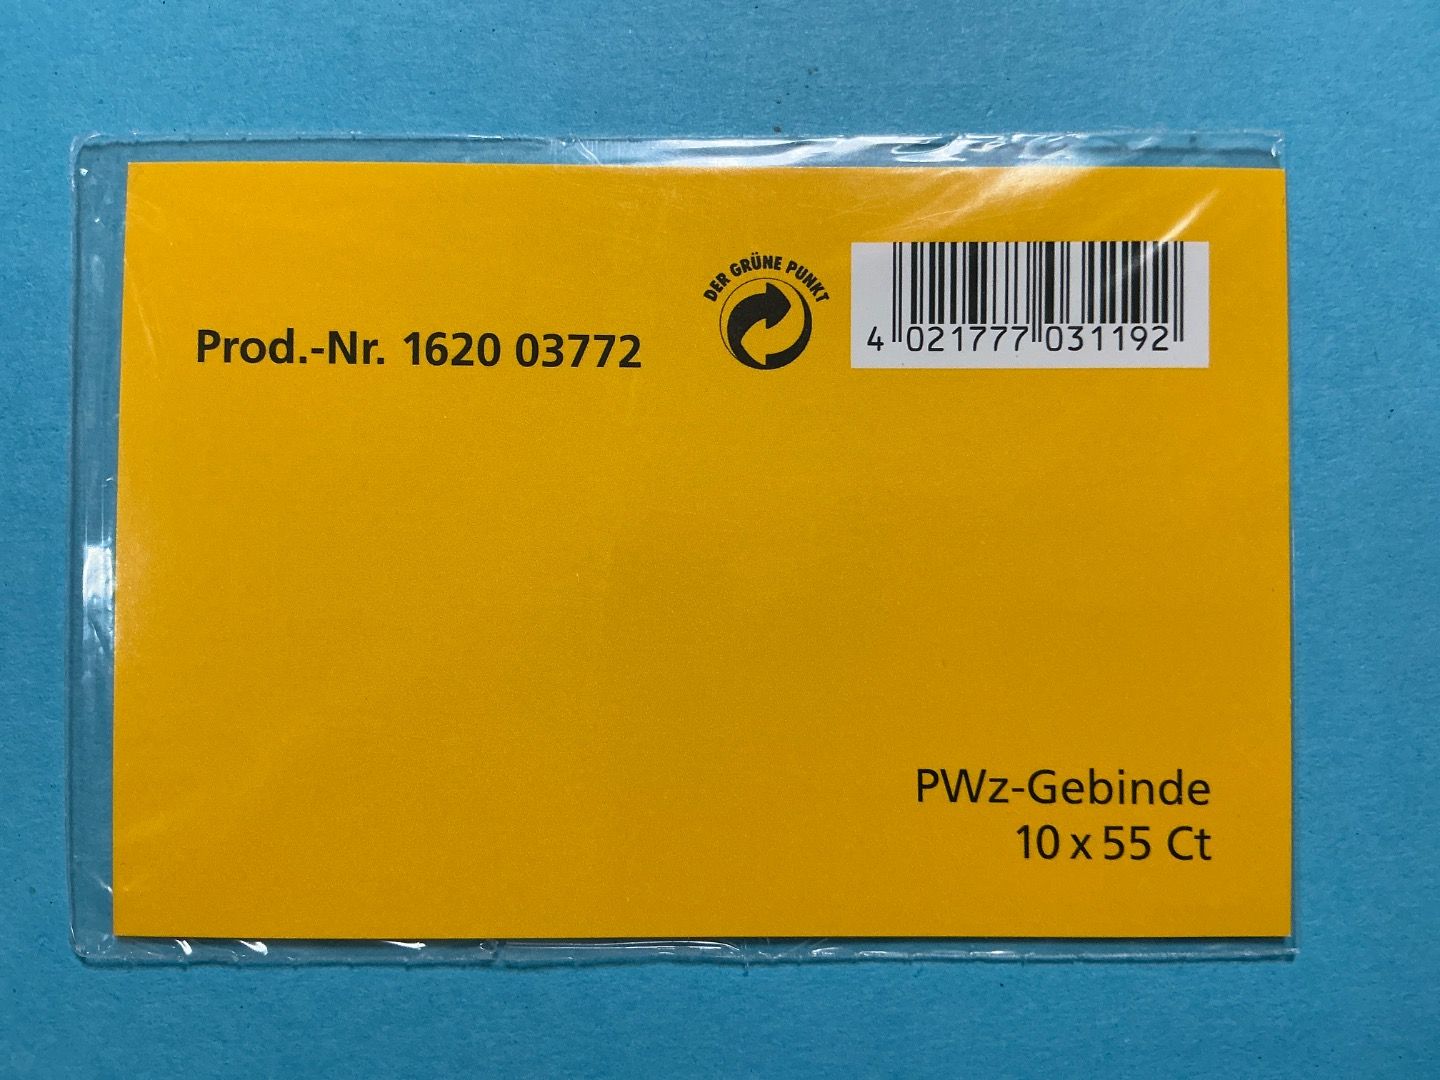 DER GRÜNE PUNKT
Prod.-Nr. 1620 03772
4 021777 031192
PWz-Gebinde
10 x 55 Ct